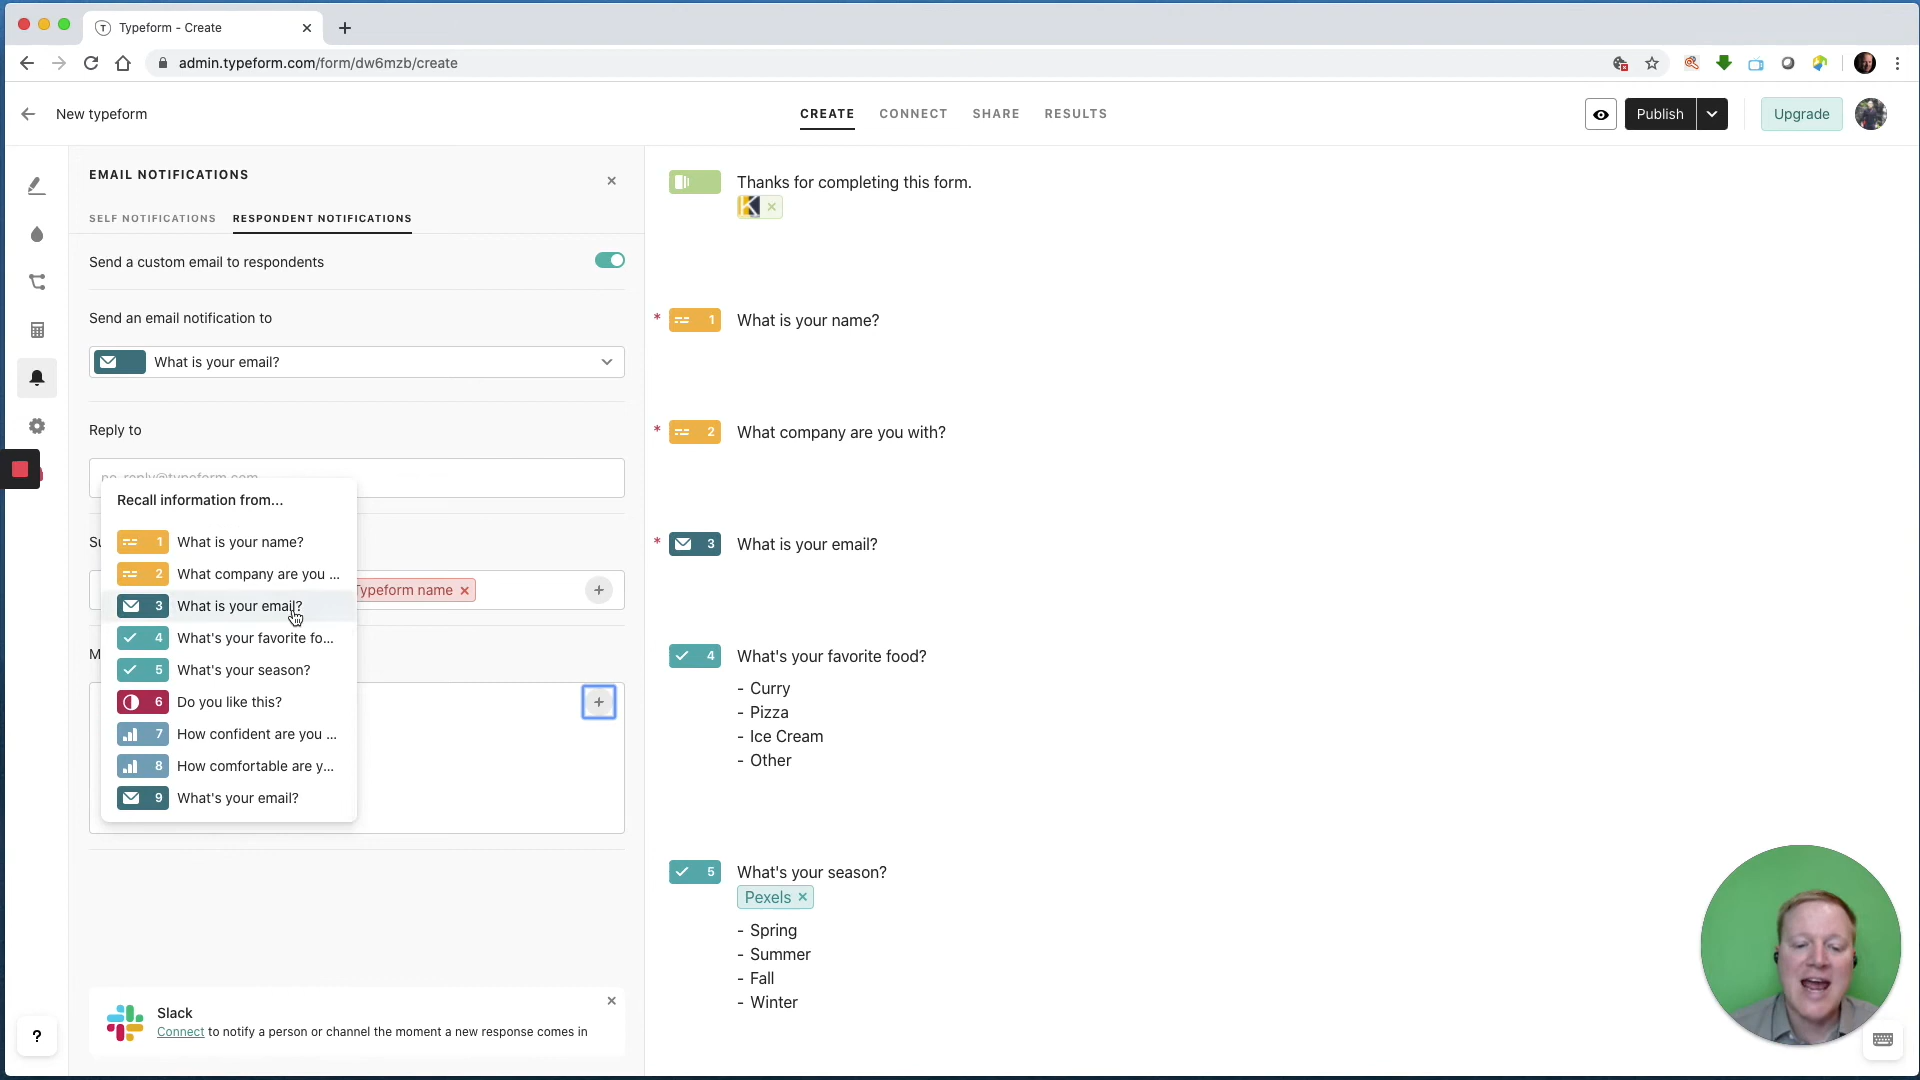 Typeform - Create
admin.typeform.com/form/dw6mzb/create
New typeform
CREATE CONNECT SHARE RESULTS
Publish
Upgrade
EMAIL NOTIFICATIONS
SELF NOTIFICATIONS RESPONDENT NOTIFICATIONS
Send a custom email to respondents
Send an email notification to
What is your email?
Reply to
no-reply@typeform.com
Recall information from...
1 What is your name?
2 What company are you ...
3 What is your email?
4 What's your favorite fo...
5 What's your season?
6 Do you like this?
7 How confident are you ...
8 How comfortable are y...
9 What's your email?
Su
Typeform name
M
Slack
Connect to notify a person or channel the moment a new response comes in
?
Thanks for completing this form.
K
* 1 What is your name?
* 2 What company are you with?
* 3 What is your email?
4 What's your favorite food?
- Curry
- Pizza
- Ice Cream
- Other
5 What's your season?
Pexels
- Spring
- Summer
- Fall
- Winter